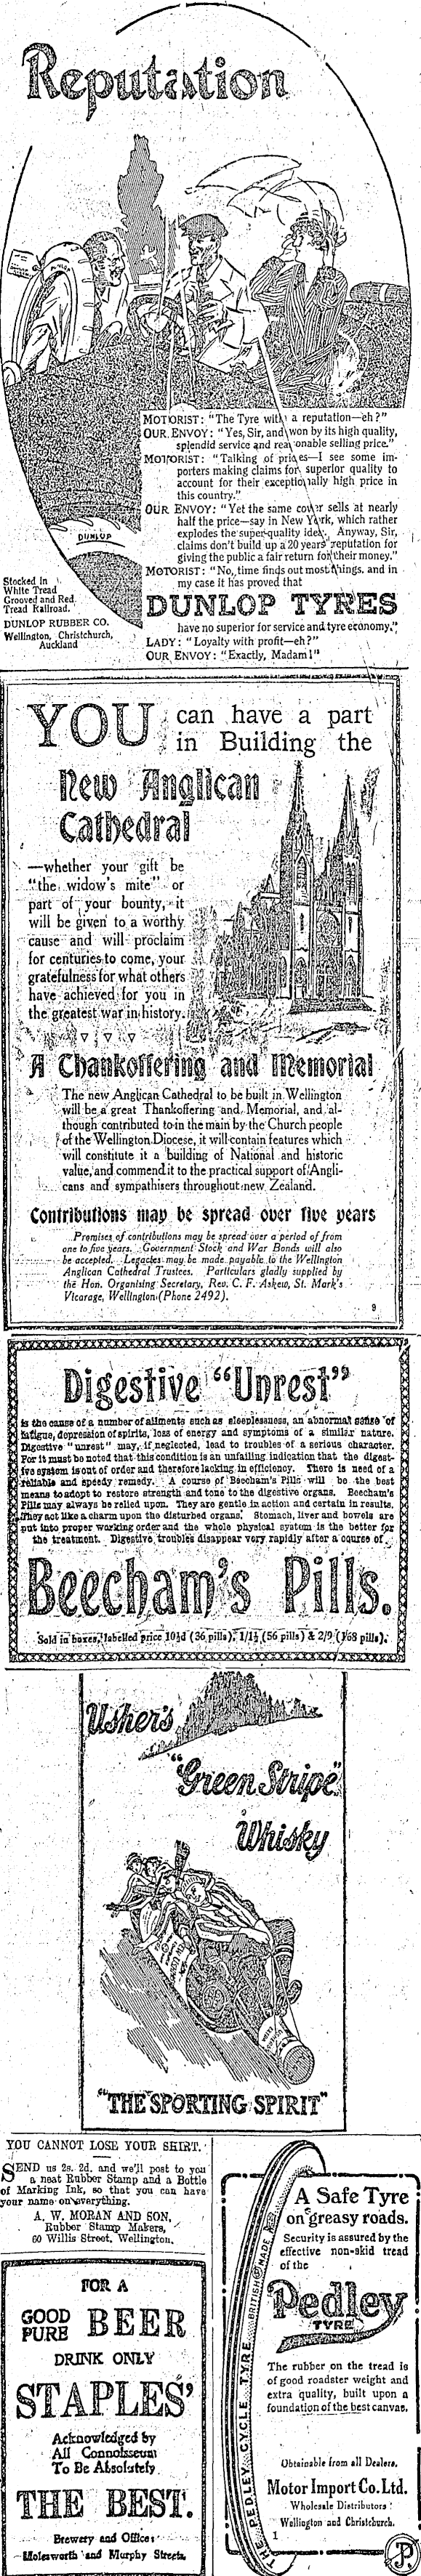 Reputation
MOTORIST: "The Tyre with a reputation—eh?"
OUR ENVOY: "Yes, Sir, and won by its high quality,
splendid service and reasonable selling price."
MOTORIST: "Talking of prices—I see some im-
porters making claims for superior quality to
account for their exceptionally high price in
this country."
OUR ENVOY: "Yet the same cover sells at nearly
half the price—say in New York, which rather
explodes the super-quality idea. Anyway, Sir,
claims don't build up a 20 years' reputation for
giving the public a fair return for their money."
MOTORIST: "No, time finds out most things, and in
my case it has proved that
DUNLOP TYRES
have no superior for service and tyre economy."
LADY: "Loyalty with profit—eh?"
OUR ENVOY: "Exactly, Madam!"
DUNLOP
Stocked in
White Tread
Grooved and Red
Tread Railroad.
DUNLOP RUBBER CO.
Wellington, Christchurch,
Auckland
YOU can have a part
in Building the
New Anglican
Cathedral
—whether your gift be
"the widow's mite" or
part of your bounty, it
will be given to a worthy
cause and will proclaim
for centuries to come, your
gratefulness for what others
have achieved for you in
the greatest war in history.
A Thankoffering and Memorial
The new Anglican Cathedral to be built in Wellington
will be a great Thankoffering and Memorial, and al-
though contributed to in the main by the Church people
of the Wellington Diocese, it will contain features which
will constitute it a building of National and historic
value, and commend it to the practical support of Angli-
cans and sympathisers throughout new Zealand.
Contributions may be spread over five years
Promises of contributions may be spread over a period of from
one to five years. Government Stock and War Bonds will also
be accepted. Legacies may be made payable to the Wellington
Anglican Cathedral Trustees. Particulars gladly supplied by
the Hon. Organising Secretary, Rev. C. F. Askew, St. Mark's
Vicarage, Wellington (Phone 2492).
9
Digestive "Unrest"
is the cause of a number of ailments such as sleeplessness, an abnormal sense of
fatigue, depression of spirits, loss of energy and symptoms of a similar nature.
Digestive "unrest" may, if neglected, lead to troubles of a serious character.
For it must be noted that this condition is an unfailing indication that the digest-
ive system is out of order and therefore lacking in efficiency. There is need of a
reliable and speedy remedy. A course of Beecham's Pills will be the best
means to adopt to restore strength and tone to the digestive organs. Beecham's
Pills may always be relied upon. They are gentle in action and certain in results.
They act like a charm upon the disturbed organs. Stomach, liver and bowels are
put into proper working order and the whole physical system is the better for
the treatment. Digestive troubles disappear very rapidly after a course of
Beecham's Pills.
Sold in boxes, labelled price 10½d (36 pills), 1/1½ (56 pills) & 2/9 (168 pills).
Usher's
"Green Stripe"
Whisky
"THE SPORTING SPIRIT"
YOU CANNOT LOSE YOUR SHIRT.
SEND us 2s. 2d. and we'll post to you
a neat Rubber Stamp and a Bottle
of Marking Ink, so that you can have
your name on everything.
A. W. MORAN AND SON,
Rubber Stamp Makers,
60 Willis Street, Wellington.
FOR A
GOOD
PURE BEER
DRINK ONLY
STAPLES'
Acknowledged by
All Connoisseurs
To Be Absolutely
THE BEST.
Brewery and Office:
Molesworth and Murphy Streets.
A Safe Tyre
on greasy roads.
Security is assured by the
effective non-skid tread
of the
Pedley
TYRE
The rubber on the tread is
of good roadster weight and
extra quality, built upon a
foundation of the best canvas.
Obtainable from all Dealers.
Motor Import Co. Ltd.
Wholesale Distributors
Wellington and Christchurch.
1
THE PEDLEY CYCLE TYRE BRITISH MADE